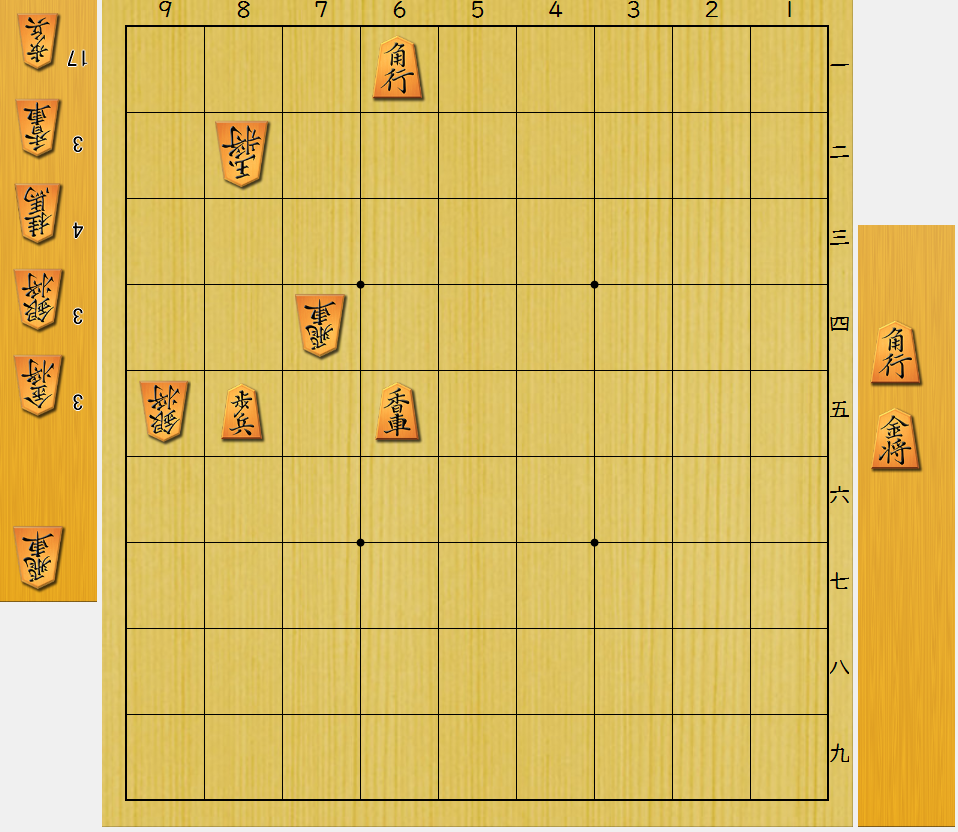 9 8 7 6 5 4 3 2 1
歩兵 17
香車 3
桂馬 4
銀将 3
金将 3
飛車
角行
玉将
飛車
銀将 歩兵 香車
一
二
三
四
五
六
七
八
九
角行
金将